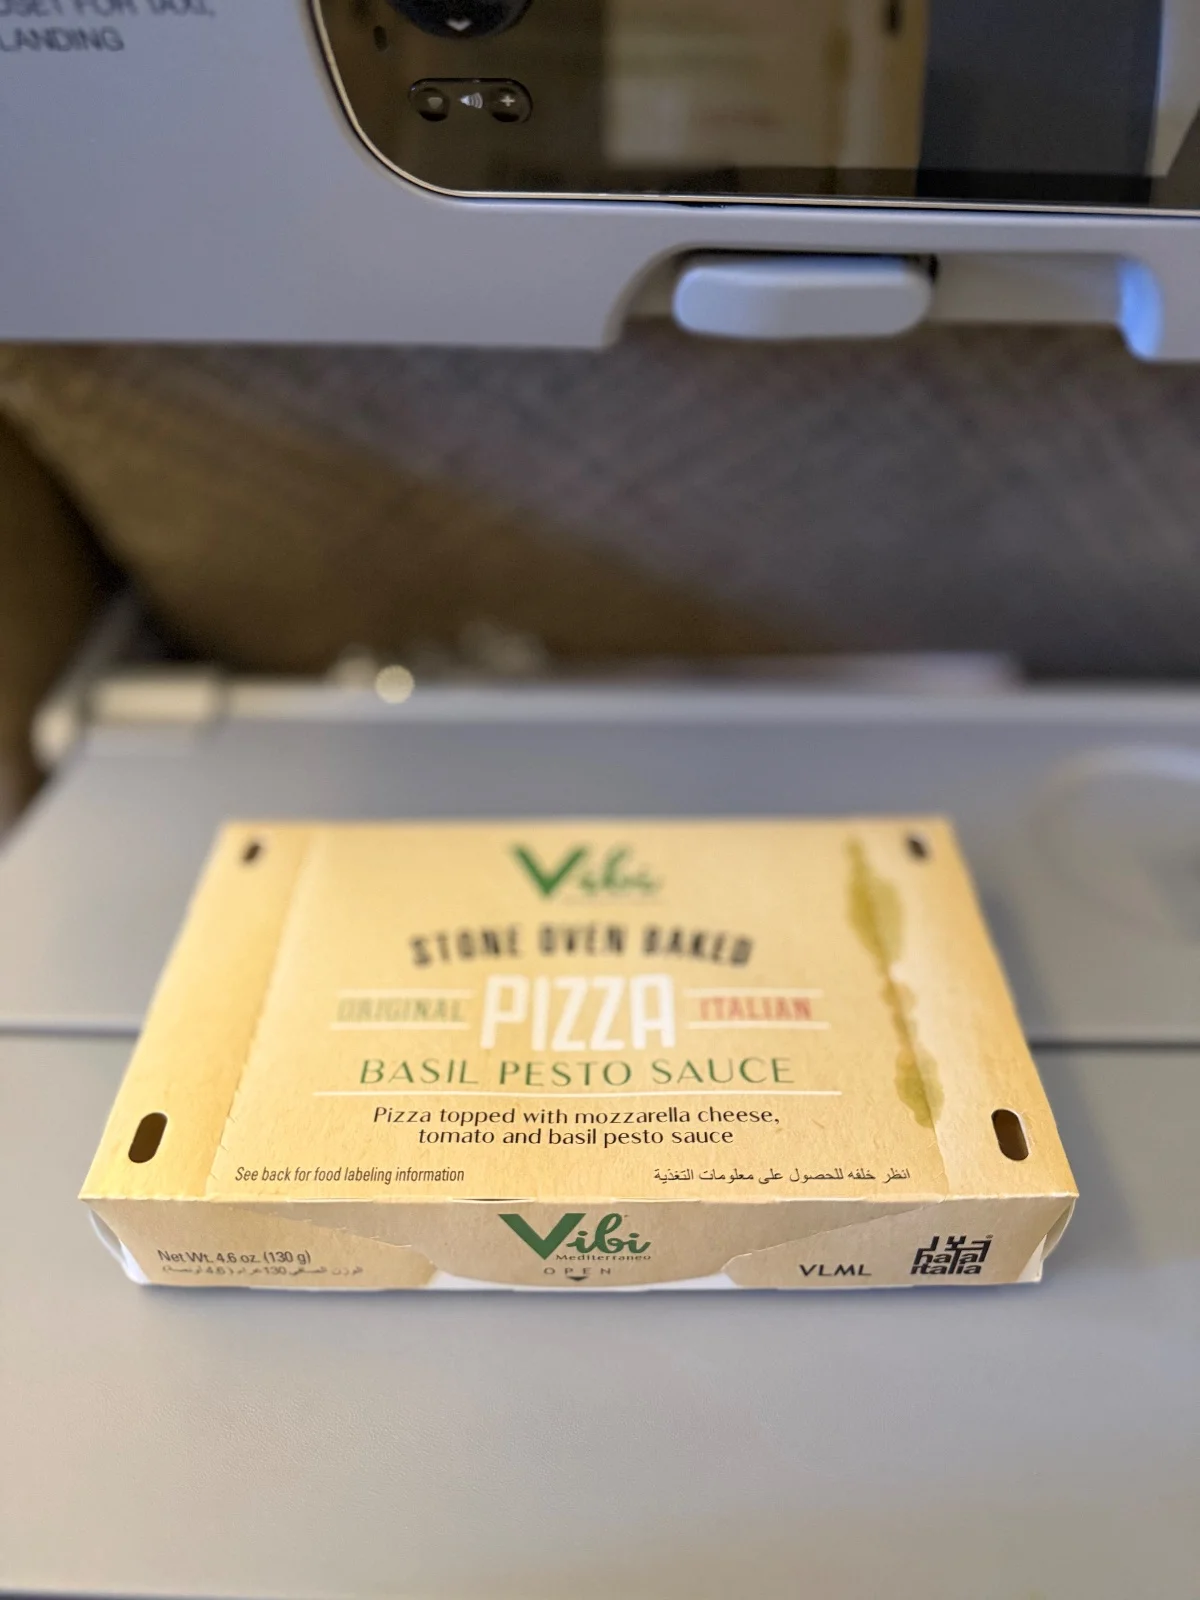 LANDING
Vibi
STONE OVEN BAKED
ORIGINAL PIZZA ITALIAN
BASIL PESTO SAUCE
Pizza topped with mozzarella cheese,
tomato and basil pesto sauce
See back for food labeling information
انظر خلفه للحصول على معلومات التغذية
Net Wt. 4.6 oz. (130 g)
Vibi
Mediterraneo
OPEN
VLML
halal
italia